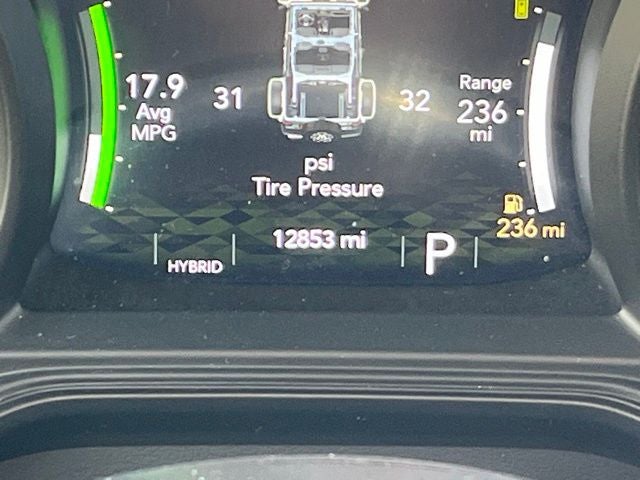 17.9
Avg
MPG
31
32
Range
236
mi
psi
Tire Pressure
236 mi
HYBRID
12853 mi
P